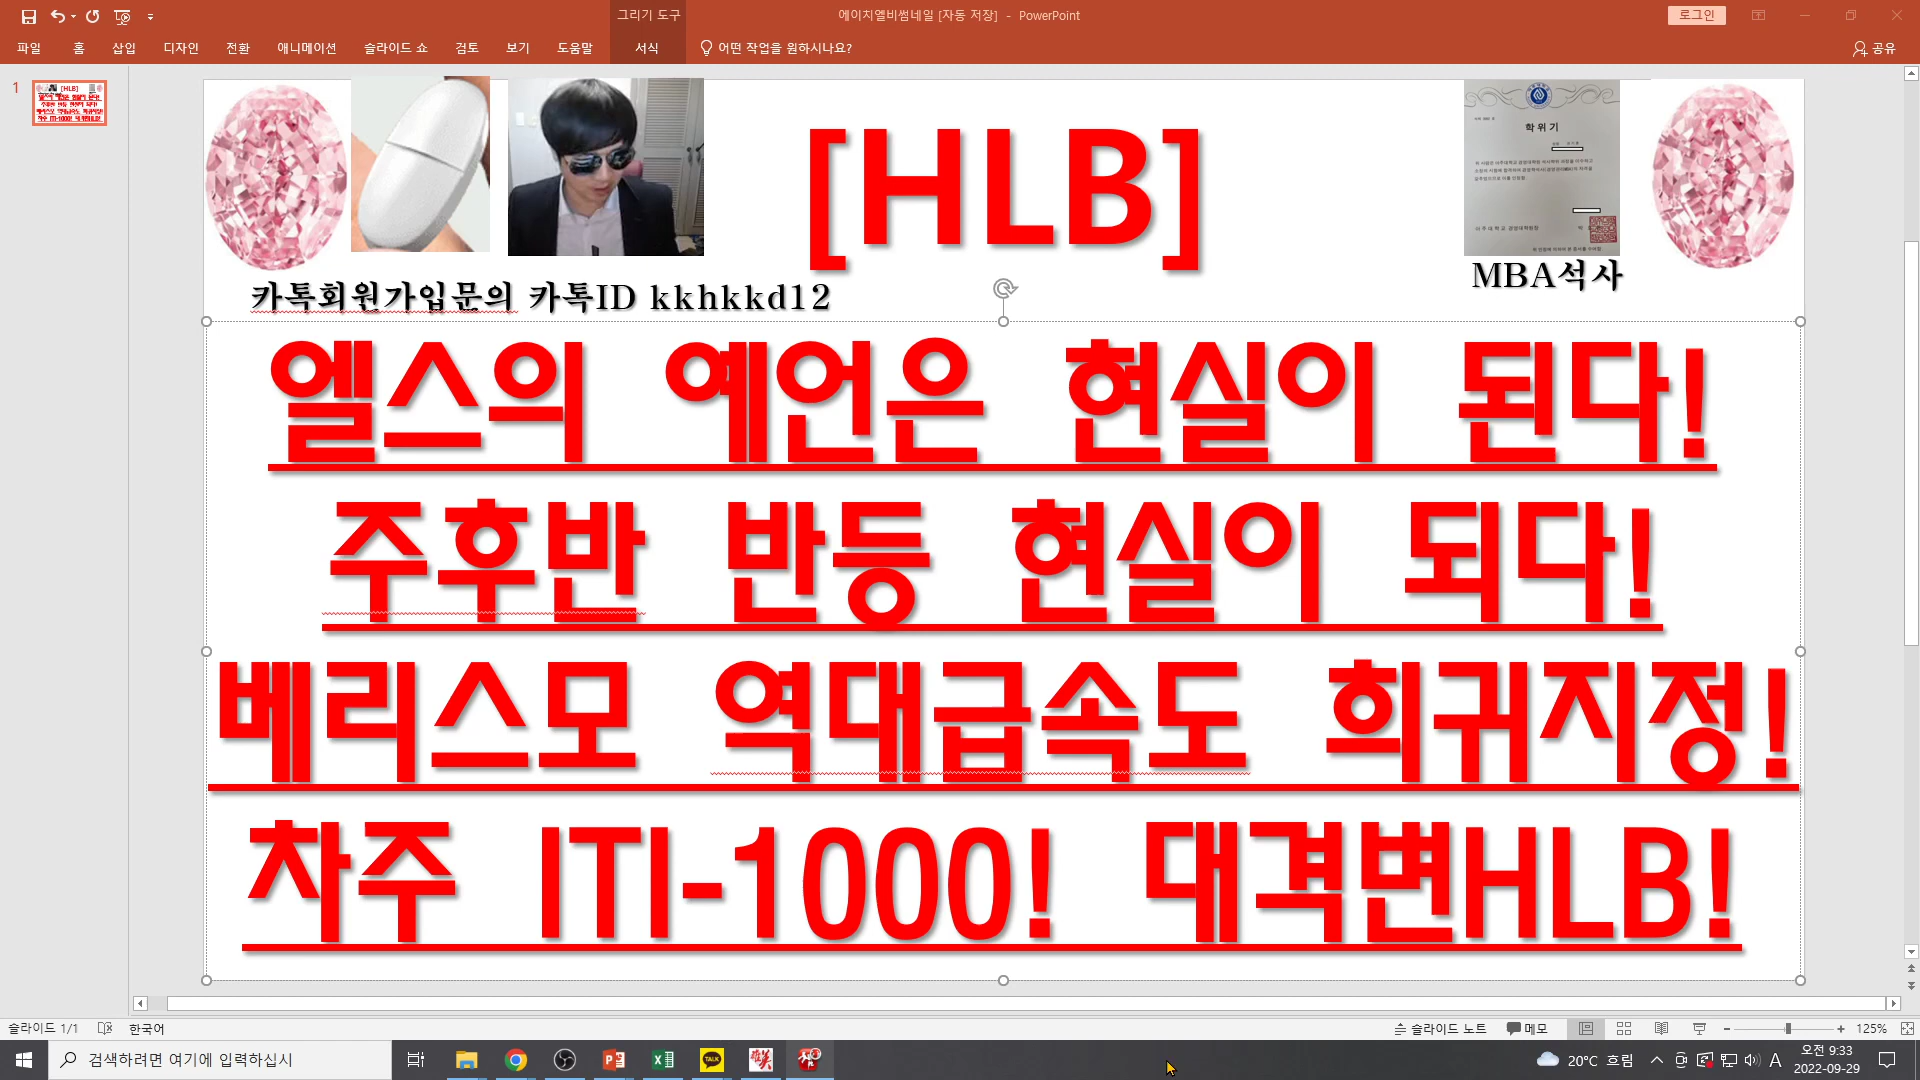 그리기 도구
에이치엘비썸네일 [자동 저장] - PowerPoint
로그인
파일 홈 삽입 디자인 전환 애니메이션 슬라이드 쇼 검토 보기 도움말 서식 어떤 작업을 원하시나요? 공유
1
[HLB]
학위기
MBA석사
카톡회원가입문의 카톡ID kkhkkd12
엘스의 예언은 현실이 된다!
주후반 반등 현실이 되다!
베리스모 역대급속도 희귀지정!
차주 ITI-1000! 대격변HLB!
슬라이드 1/1 한국어
슬라이드 노트 메모 125%
검색하려면 여기에 입력하십시
TALK
20°C 흐림
A
오전 9:33
2022-09-29